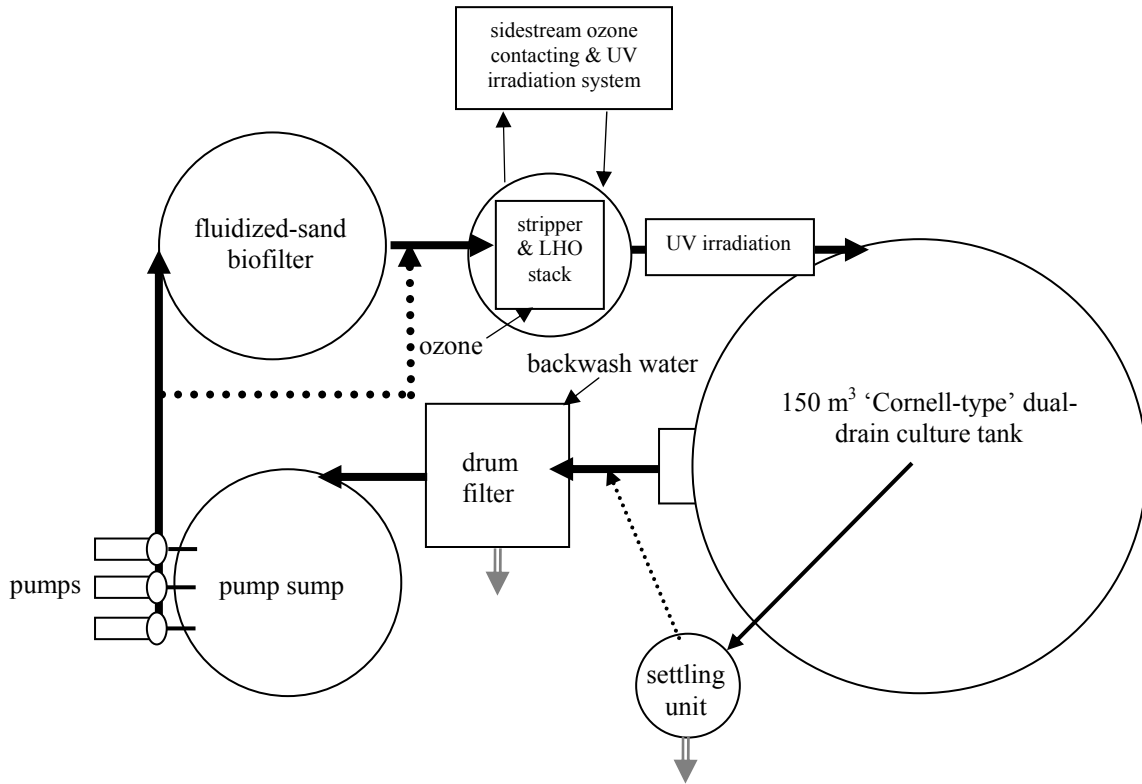 sidestream ozone
contacting & UV
irradiation system
fluidized-sand
biofilter
stripper
& LHO
stack
UV irradiation
ozone
backwash water
150 m³ ‘Cornell-type’ dual-
drain culture tank
drum
filter
pumps
pump sump
settling
unit